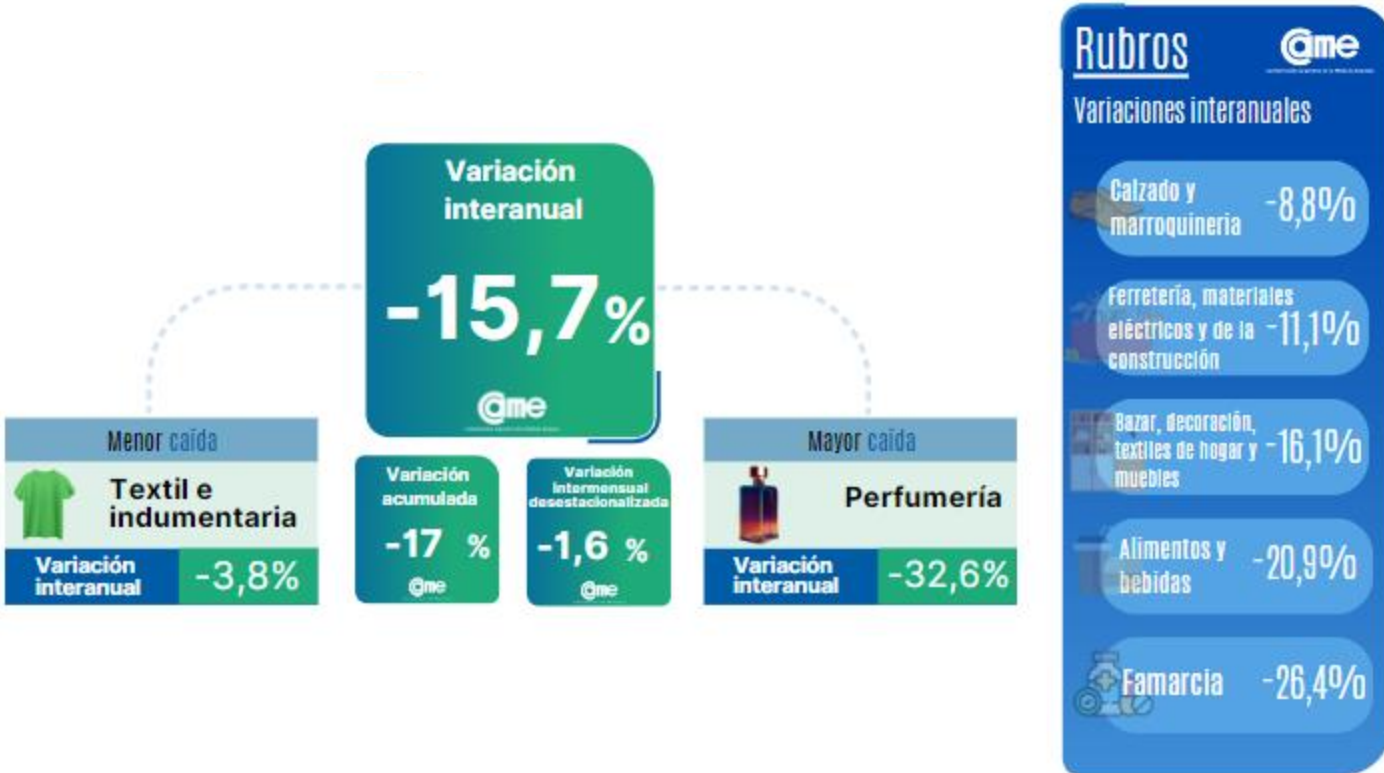 Variación
interanual
-15,7%
came
Menor caída
Textil e
indumentaria
Variación
interanual
-3,8%
Variación
acumulada
-17 %
came
Variación
intermensual
desestacionalizada
-1,6 %
came
Mayor caída
Perfumería
Variación
interanual
-32,6%
Rubros
came
Variaciones interanuales
Calzado y
marroquineria
-8,8%
Ferretería, materiales
eléctricos y de la
construcción
-11,1%
Bazar, decoración,
textiles de hogar y
muebles
-16,1%
Alimentos y
bebidas
-20,9%
Famarcia
-26,4%